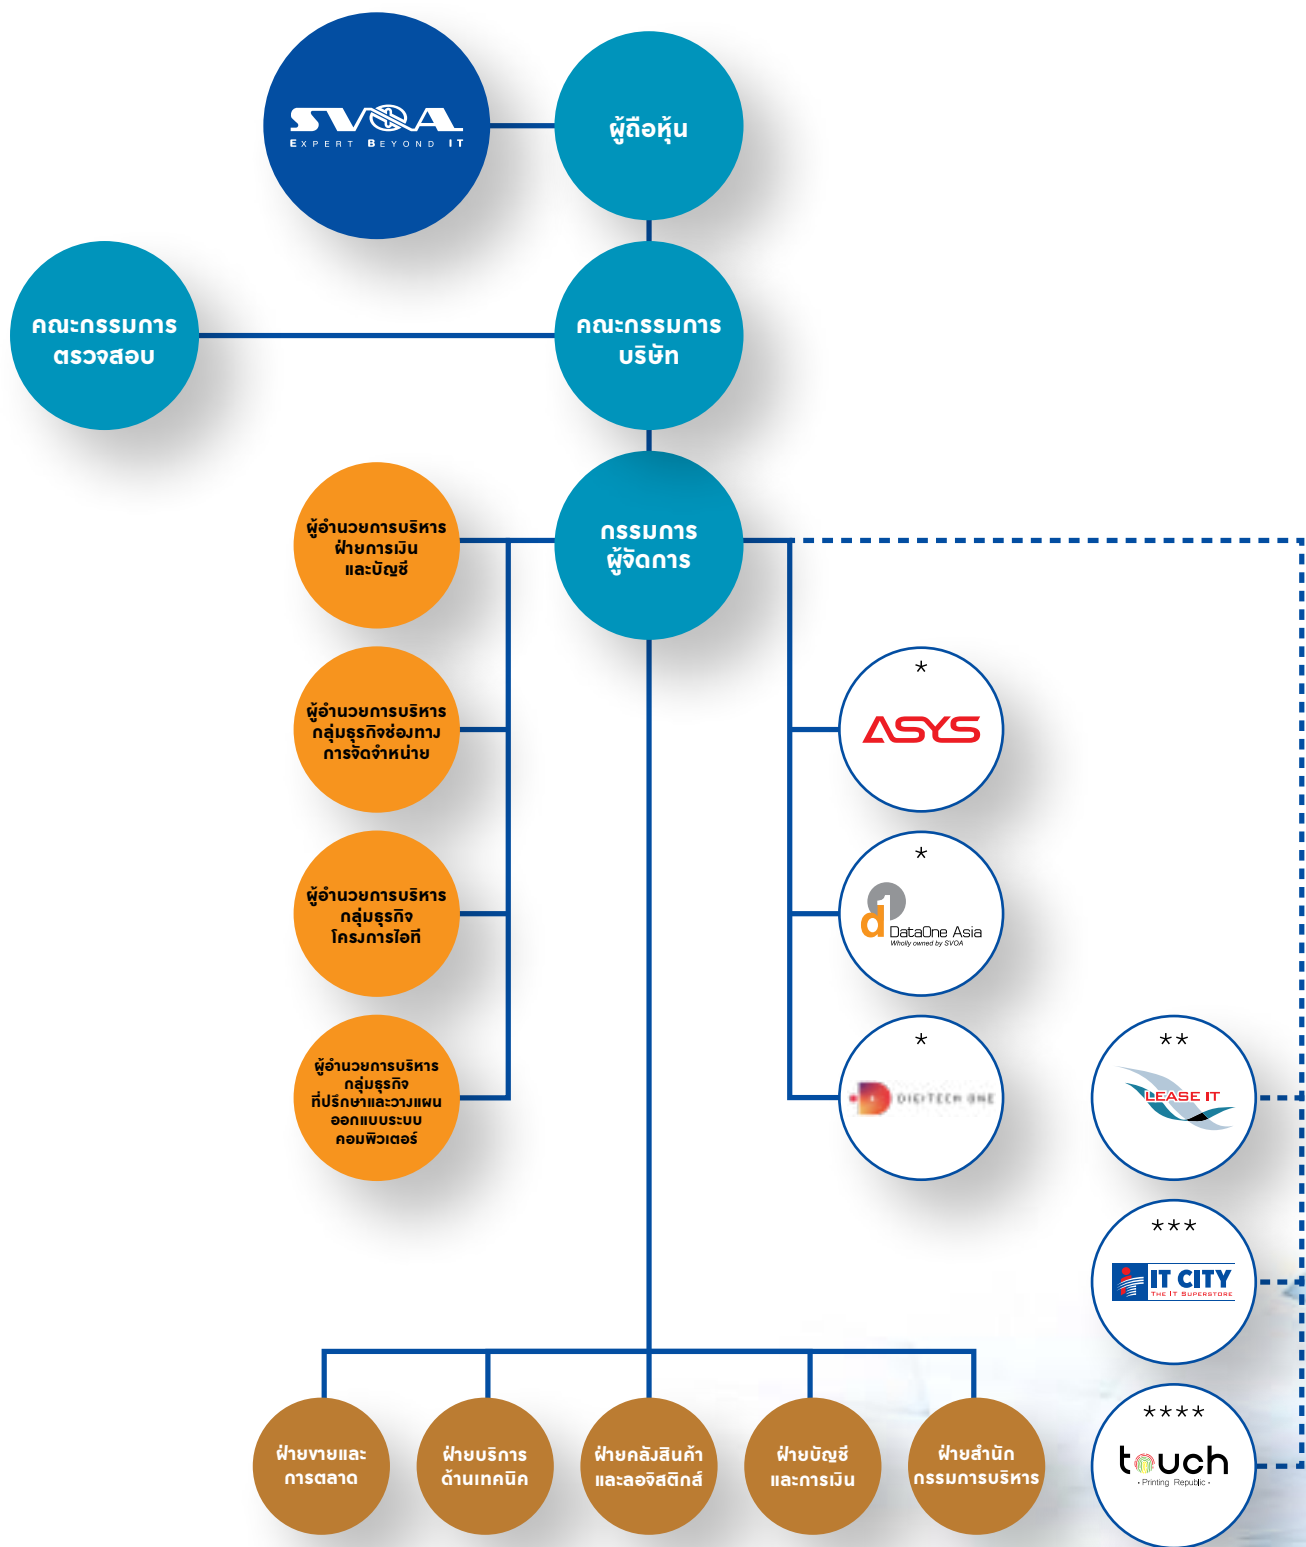 SVOA
EXPERT BEYOND IT
ผู้ถือหุ้น
คณะกรรมการ
ตรวจสอบ
คณะกรรมการ
บริษัท
กรรมการ
ผู้จัดการ
ผู้อำนวยการบริหาร
ฝ่ายการเงิน
และบัญชี
ผู้อำนวยการบริหาร
กลุ่มธุรกิจช่องทาง
การจัดจำหน่าย
ผู้อำนวยการบริหาร
กลุ่มธุรกิจ
โครงการไอที
ผู้อำนวยการบริหาร
กลุ่มธุรกิจ
ที่ปรึกษาและวางแผน
ออกแบบระบบ
คอมพิวเตอร์
*
ASYS
*
d1
DataOne Asia
Wholly owned by SVOA
*
DIGITECH ONE
**
LEASE IT
***
IT CITY
THE IT SUPERSTORE
****
touch
· Printing Republic ·
ฝ่ายขายและ
การตลาด
ฝ่ายบริการ
ด้านเทคนิค
ฝ่ายคลังสินค้า
และลอจิสติกส์
ฝ่ายบัญชี
และการเงิน
ฝ่ายสำนัก
กรรมการบริหาร